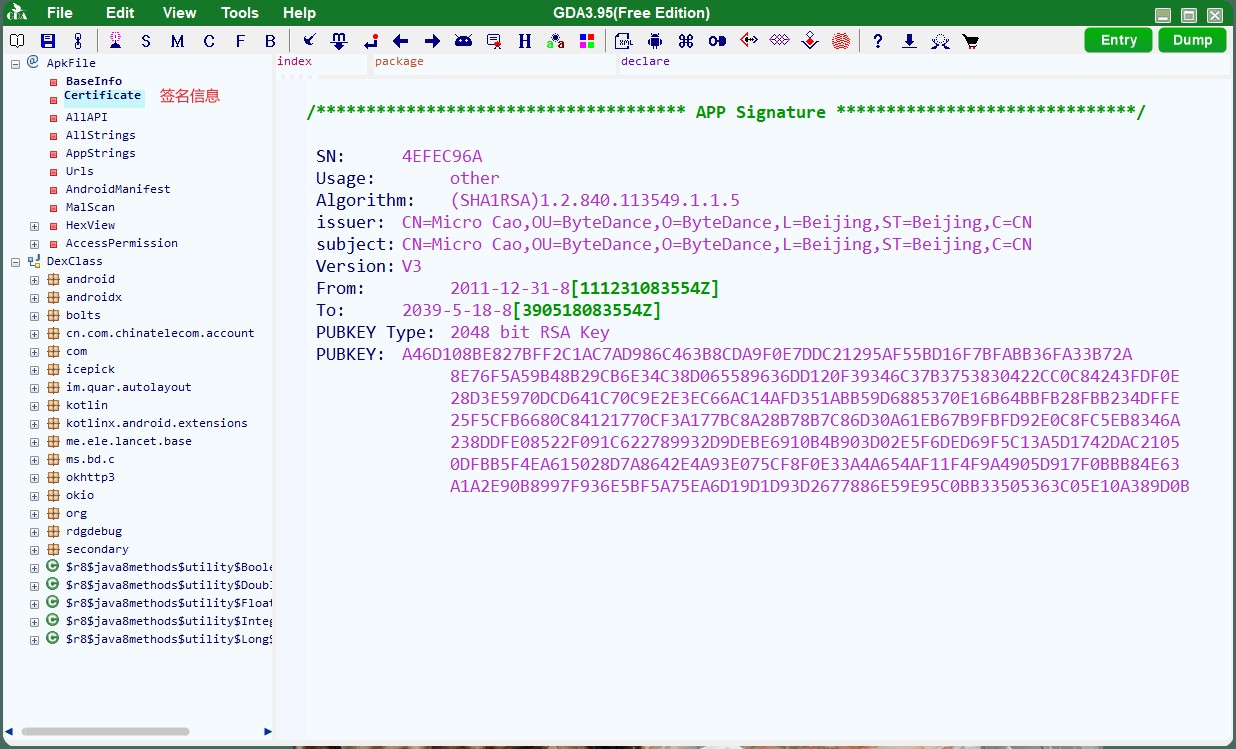 GDA File Edit View Tools Help GDA3.95(Free Edition)
S M C F B H XML a a ? Entry Dump
ApkFile
BaseInfo
Certificate 签名信息
AllAPI
AllStrings
AppStrings
Urls
AndroidManifest
MalScan
HexView
AccessPermission
DexClass
android
androidx
bolts
cn.com.chinatelecom.account
com
icepick
im.quar.autolayout
kotlin
kotlinx.android.extensions
me.ele.lancet.base
ms.bd.c
okhttp3
okio
org
rdgdebug
secondary
C $r8$java8methods$utility$Boole
C $r8$java8methods$utility$Doubl
C $r8$java8methods$utility$Float
C $r8$java8methods$utility$Integ
C $r8$java8methods$utility$Long$
index package declare
/************************************* APP Signature ******************************/
SN: 4EFEC96A
Usage: other
Algorithm: (SHA1RSA)1.2.840.113549.1.1.5
issuer: CN=Micro Cao,OU=ByteDance,O=ByteDance,L=Beijing,ST=Beijing,C=CN
subject: CN=Micro Cao,OU=ByteDance,O=ByteDance,L=Beijing,ST=Beijing,C=CN
Version: V3
From: 2011-12-31-8[111231083554Z]
To: 2039-5-18-8[390518083554Z]
PUBKEY Type: 2048 bit RSA Key
PUBKEY: A46D108BE827BFF2C1AC7AD986C463B8CDA9F0E7DDC21295AF55BD16F7BFABB36FA33B72A
8E76F5A59B48B29CB6E34C38D065589636DD120F39346C37B3753830422CC0C84243FDF0E
28D3E5970DCD641C70C9E2E3EC66AC14AFD351ABB59D6885370E16B64BBFB28FBB234DFFE
25F5CFB6680C84121770CF3A177BC8A28B78B7C86D30A61EB67B9FBFD92E0C8FC5EB8346A
238DDFE08522F091C622789932D9DEBE6910B4B903D02E5F6DED69F5C13A5D1742DAC2105
0DFBB5F4EA615028D7A8642E4A93E075CF8F0E33A4A654AF11F4F9A4905D917F0BBB84E63
A1A2E90B8997F936E5BF5A75EA6D19D1D93D2677886E59E95C0BB33505363C05E10A389D0B